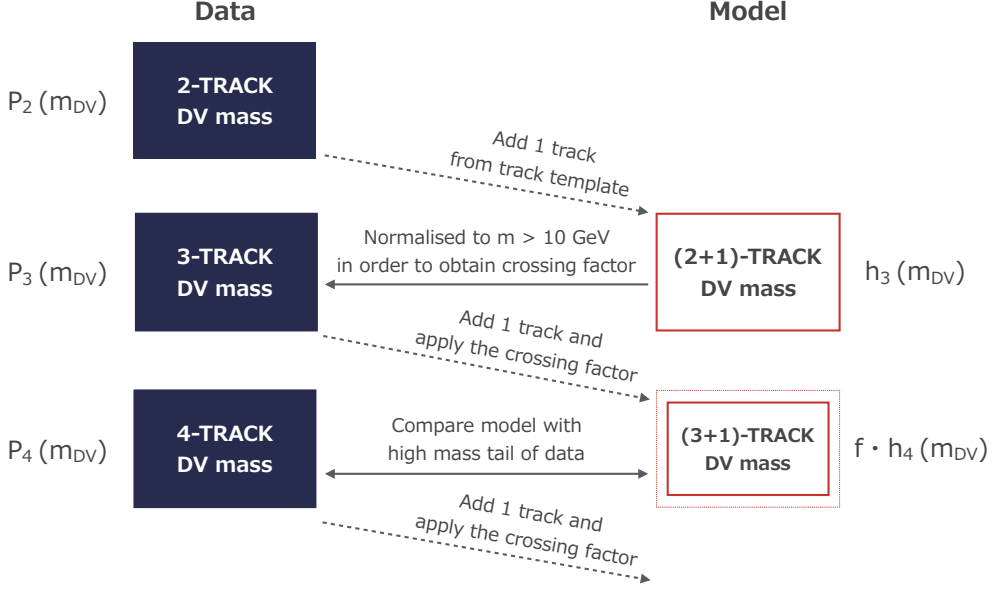 Data
Model
P2 (mDV)
2-TRACK
DV mass
Add 1 track
from track template
P3 (mDV)
3-TRACK
DV mass
Normalised to m > 10 GeV
in order to obtain crossing factor
(2+1)-TRACK
DV mass
h3 (mDV)
Add 1 track and
apply the crossing factor
P4 (mDV)
4-TRACK
DV mass
Compare model with
high mass tail of data
(3+1)-TRACK
DV mass
f・h4 (mDV)
Add 1 track and
apply the crossing factor